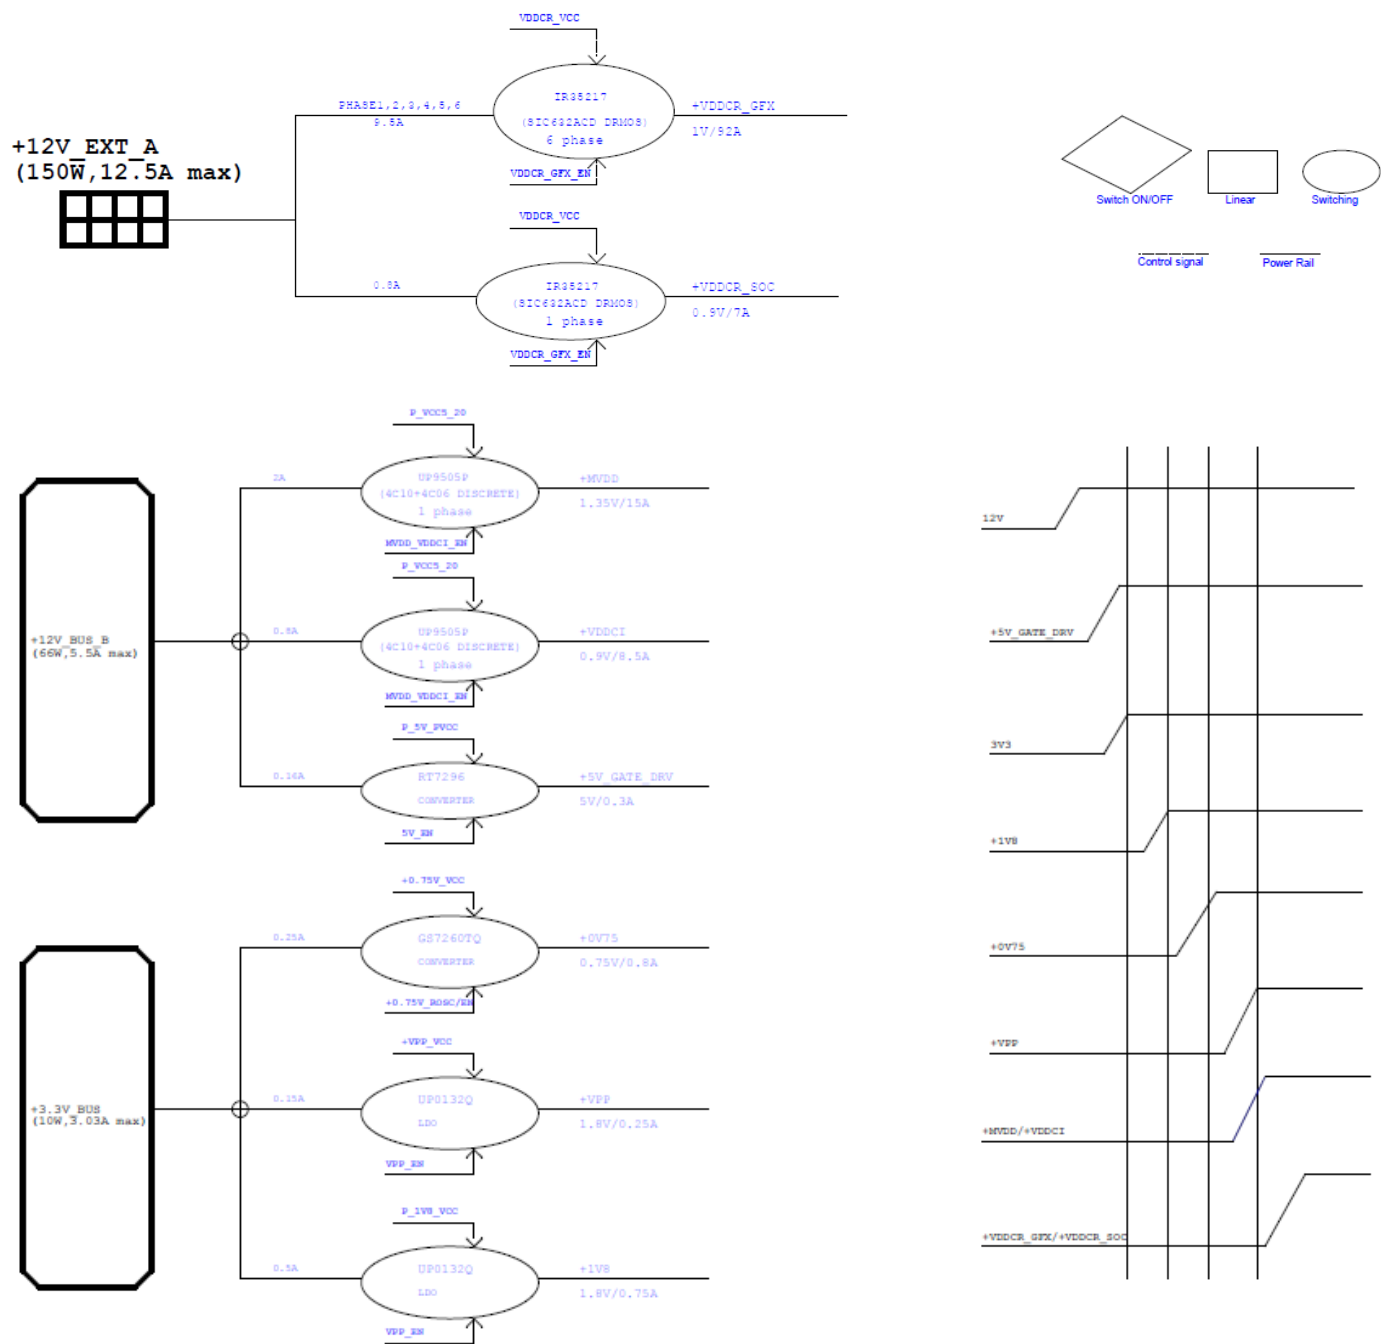 VDDCR_VCC
PHASE1,2,3,4,5,6
9.5A
IR35217
(SIC632ACD DRMOS)
6 phase
+VDDCR_GFX
1V/92A
VDDCR_GFX_EN
+12V_EXT_A
(150W,12.5A max)
Switch ON/OFF
Linear
Switching
Control signal
Power Rail
VDDCR_VCC
0.8A
IR35217
(SIC632ACD DRMOS)
1 phase
+VDDCR_SOC
0.9V/7A
VDDCR_GFX_EN
P_VCC5_20
2A
UP9505P
(4C10+4C06 DISCRETE)
1 phase
+MVDD
1.35V/15A
MVDD_VDDCI_EN
P_VCC5_20
+12V_BUS_B
(66W,5.5A max)
0.8A
UP9505P
(4C10+4C06 DISCRETE)
1 phase
+VDDCI
0.9V/8.5A
MVDD_VDDCI_EN
P_5V_PVCC
0.16A
RT7296
CONVERTER
+5V_GATE_DRV
5V/0.3A
5V_EN
+0.75V_VCC
0.25A
GS7260TQ
CONVERTER
+0V75
0.75V/0.8A
+0.75V_ROSC/EN
+VPP_VCC
+3.3V_BUS
(10W,3.03A max)
0.15A
UP0132Q
LDO
+VPP
1.8V/0.25A
VPP_EN
P_1V8_VCC
0.5A
UP0132Q
LDO
+1V8
1.8V/0.75A
VPP_EN
12V
+5V_GATE_DRV
3V3
+1V8
+0V75
+VPP
+MVDD/+VDDCI
+VDDCR_GFX/+VDDCR_SOC